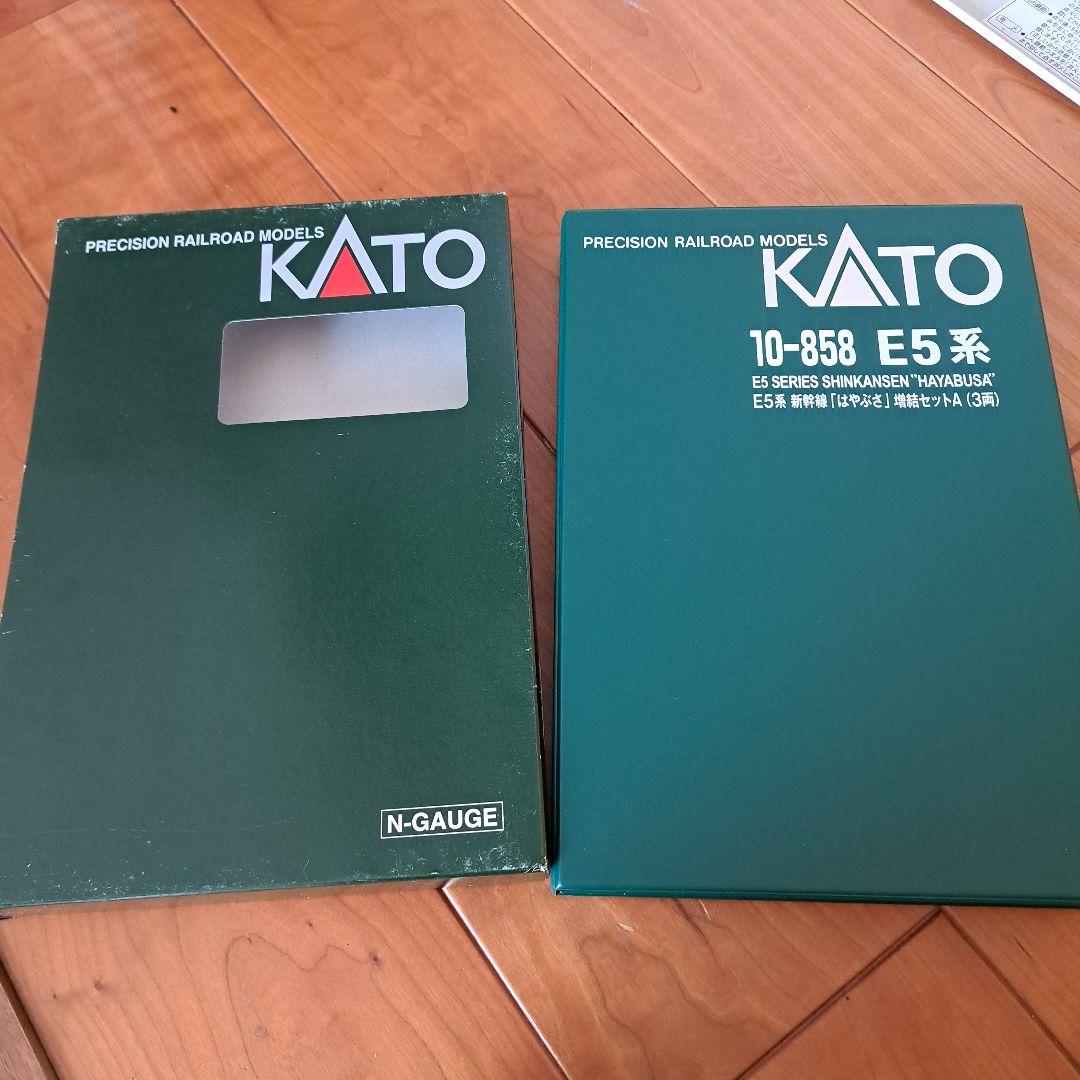 PRECISION RAILROAD MODELS
KATO
N-GAUGE
PRECISION RAILROAD MODELS
KATO
10-858 E5系
E5 SERIES SHINKANSEN "HAYABUSA"
E5系 新幹線「はやぶさ」増結セットA(3両)